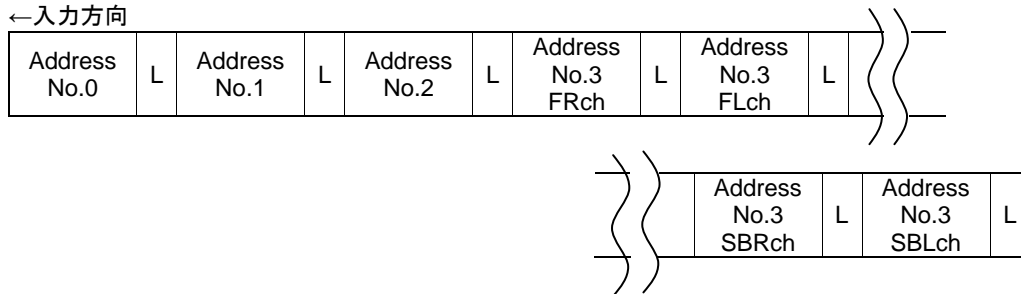 ←入力方向
Address
No.0
L
Address
No.1
L
Address
No.2
L
Address
No.3
FRch
L
Address
No.3
FLch
L
Address
No.3
SBRch
L
Address
No.3
SBLch
L